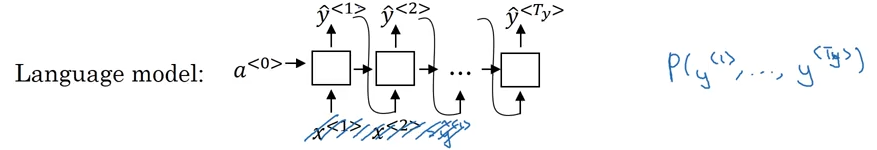 ŷ<1> ŷ<2> ŷ<Ty>
Language model: a<0> ... P(y<1>, ..., y<Ty>)
x<1> x<2>